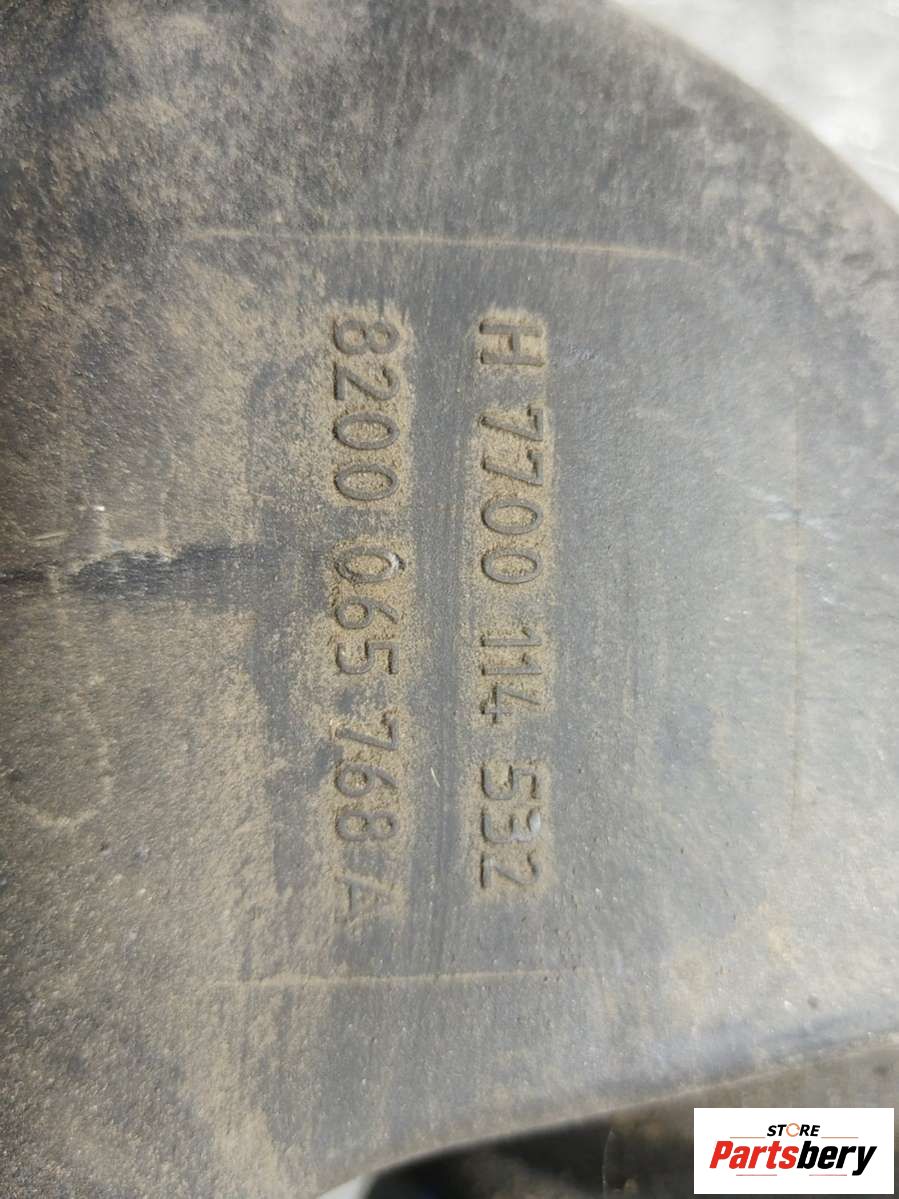 H 7700 114 532
8200 065 768 A
STORE
Partsbery